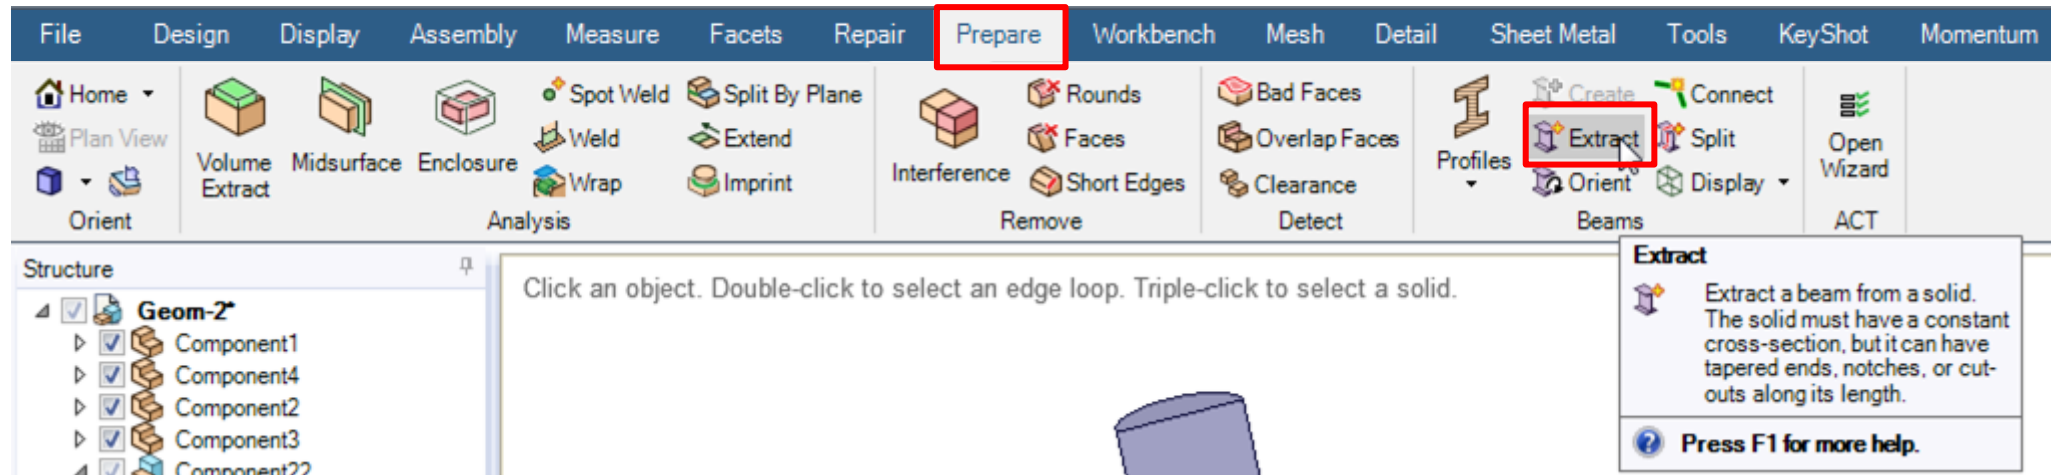 File Design Display Assembly Measure Facets Repair Prepare Workbench Mesh Detail Sheet Metal Tools KeyShot Momentum
Home
Plan View
Orient
Volume
Extract
Midsurface
Enclosure
Spot Weld
Weld
Wrap
Split By Plane
Extend
Imprint
Analysis
Interference
Rounds
Faces
Short Edges
Remove
Bad Faces
Overlap Faces
Clearance
Detect
Profiles
Create
Extract
Orient
Connect
Split
Display
Beams
Open
Wizard
ACT
Structure
Geom-2*
Component1
Component4
Component2
Component3
Component22
Click an object. Double-click to select an edge loop. Triple-click to select a solid.
Extract
Extract a beam from a solid.
The solid must have a constant
cross-section, but it can have
tapered ends, notches, or cut-
outs along its length.
Press F1 for more help.